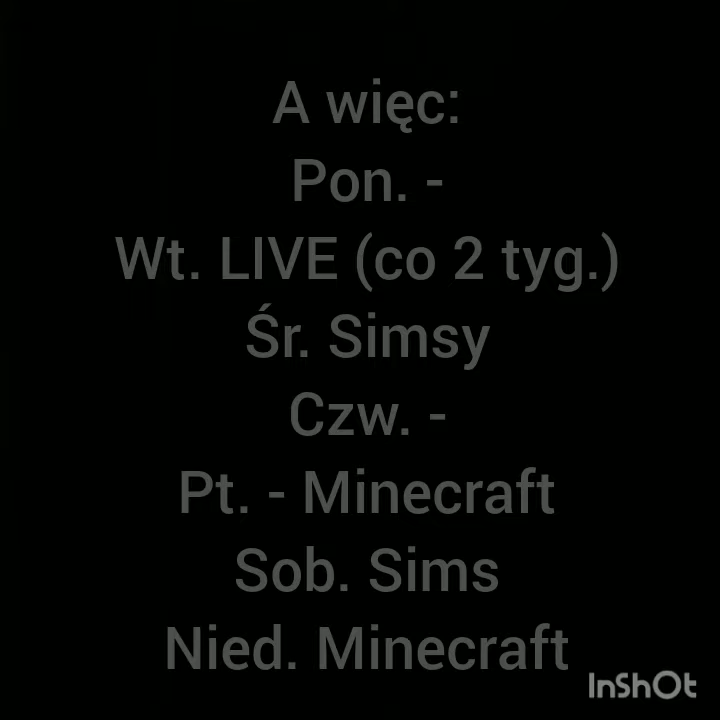 A więc:
Pon. -
Wt. LIVE (co 2 tyg.)
Śr. Simsy
Czw. -
Pt. - Minecraft
Sob. Sims
Nied. Minecraft
InShOt